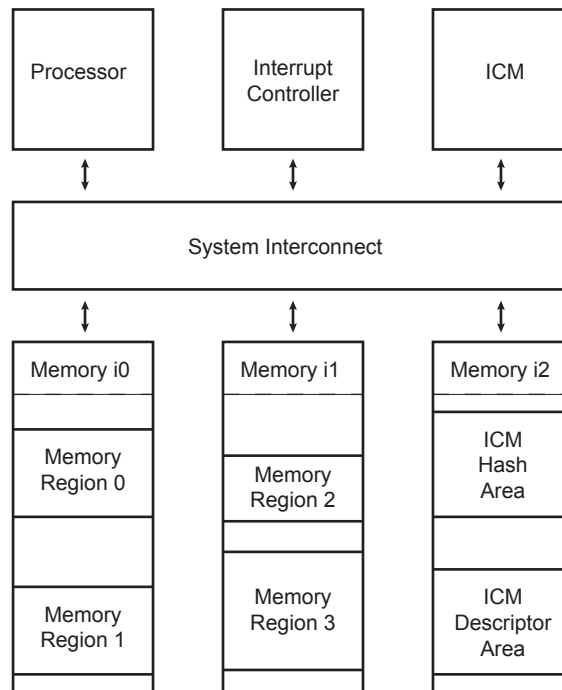 Processor
Interrupt
Controller
ICM
System Interconnect
Memory i0
Memory i1
Memory i2
Memory
Region 0
Memory
Region 2
ICM
Hash
Area
Memory
Region 1
Memory
Region 3
ICM
Descriptor
Area